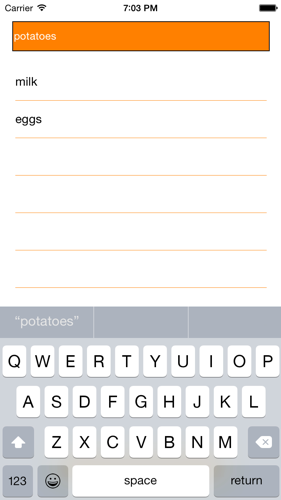 Carrier 7:03 PM
potatoes
milk
eggs
“potatoes”
Q W E R T Y U I O P
A S D F G H J K L
Z X C V B N M
123 space return